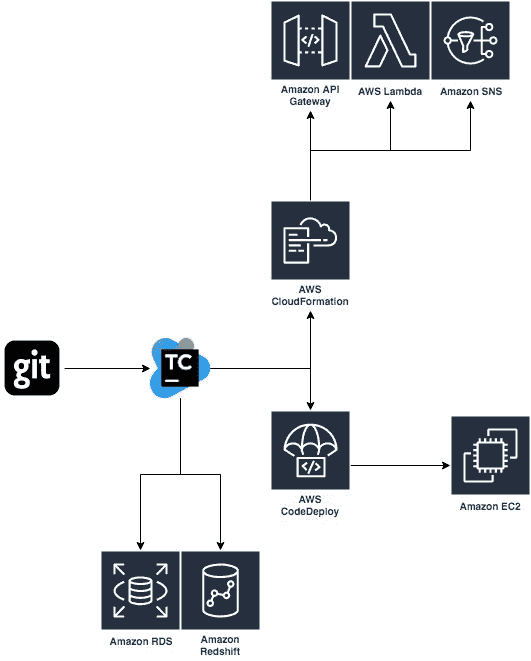 Amazon API
Gateway
AWS Lambda
Amazon SNS
AWS
CloudFormation
git
TC
AWS
CodeDeploy
Amazon EC2
Amazon RDS
Amazon
Redshift